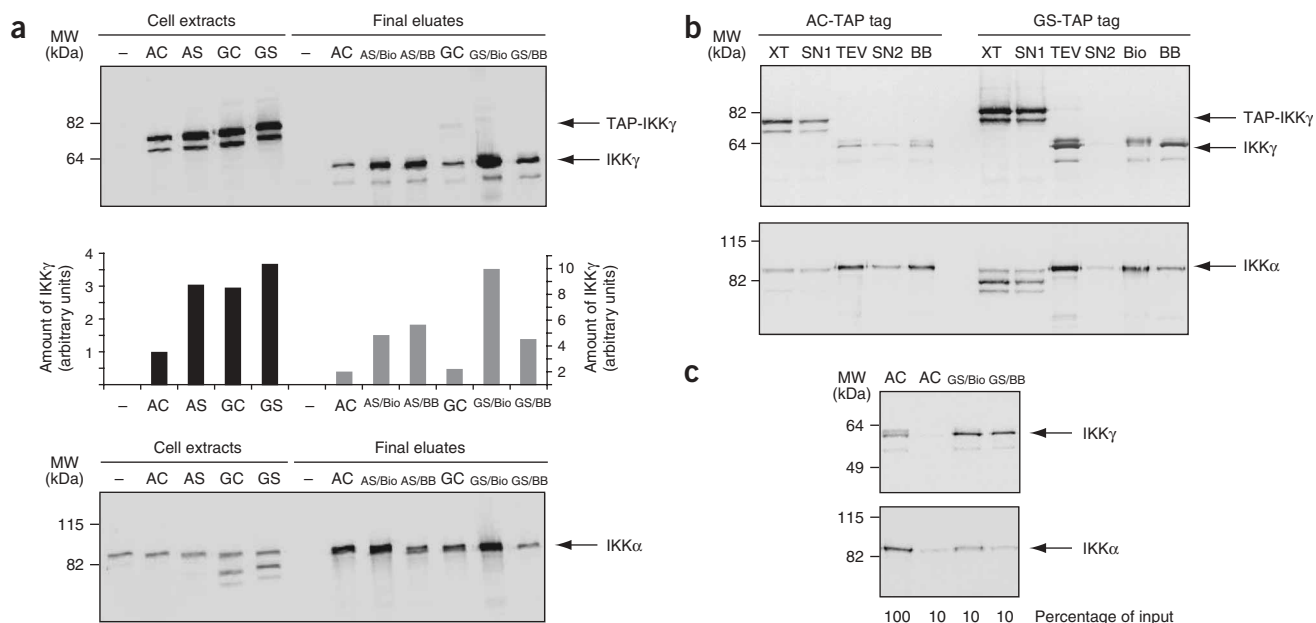 a
Cell extracts Final eluates
MW
(kDa)
– AC AS GC GS – AC AS/Bio AS/BB GC GS/Bio GS/BB
82
64
TAP-IKKγ
IKKγ
Amount of IKKγ
(arbitrary units)
4
3
2
1
10
8
6
4
2
Amount of IKKγ
(arbitrary units)
– AC AS GC GS – AC AS/Bio AS/BB GC GS/Bio GS/BB
Cell extracts Final eluates
MW
(kDa)
– AC AS GC GS – AC AS/Bio AS/BB GC GS/Bio GS/BB
115
82
IKKα
b
AC-TAP tag GS-TAP tag
MW
(kDa)
XT SN1 TEV SN2 BB XT SN1 TEV SN2 Bio BB
82
64
TAP-IKKγ
IKKγ
115
82
IKKα
c
MW
(kDa)
AC AC GS/Bio GS/BB
64
49
IKKγ
115
82
IKKα
100 10 10 10 Percentage of input